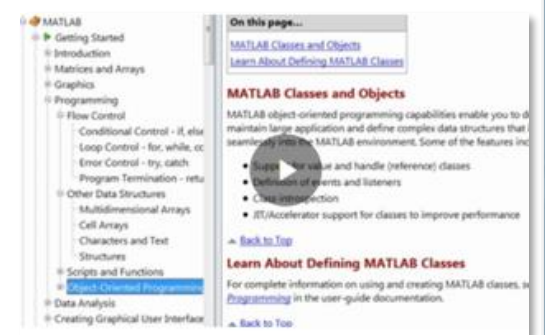 MATLAB
Getting Started
Introduction
Matrices and Arrays
Graphics
Programming
Flow Control
Conditional Control - if, else
Loop Control - for, while, cc
Error Control - try, catch
Program Termination - retu
Other Data Structures
Multidimensional Arrays
Cell Arrays
Characters and Text
Structures
Scripts and Functions
Object-Oriented Programming
Data Analysis
Creating Graphical User Interface
On this page...
MATLAB Classes and Objects
Learn About Defining MATLAB Classes
MATLAB Classes and Objects
MATLAB object-oriented programming capabilities enable you to d
maintain large application and define complex data structures that i
seamlessly into the MATLAB environment. Some of the features inc
Support for value and handle (reference) classes
Definition of events and listeners
Class introspection
JIT/Accelerator support for classes to improve performance
Back to Top
Learn About Defining MATLAB Classes
For complete information on using and creating MATLAB classes, s
Programming in the user-guide documentation.
Back to Top